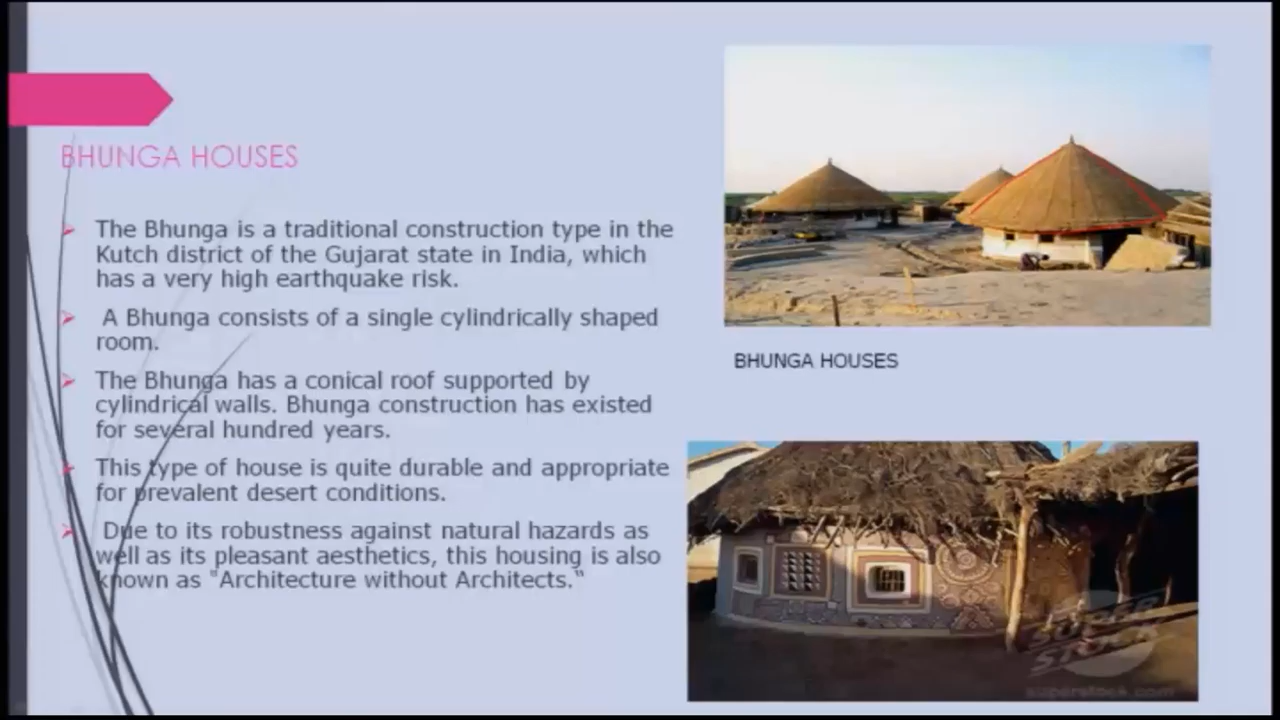 BHUNGA HOUSES
The Bhunga is a traditional construction type in the
Kutch district of the Gujarat state in India, which
has a very high earthquake risk.
A Bhunga consists of a single cylindrically shaped
room.
The Bhunga has a conical roof supported by
cylindrical walls. Bhunga construction has existed
for several hundred years.
This type of house is quite durable and appropriate
for prevalent desert conditions.
Due to its robustness against natural hazards as
well as its pleasant aesthetics, this housing is also
known as "Architecture without Architects."
BHUNGA HOUSES
SUPER
STOCK
superstock.com